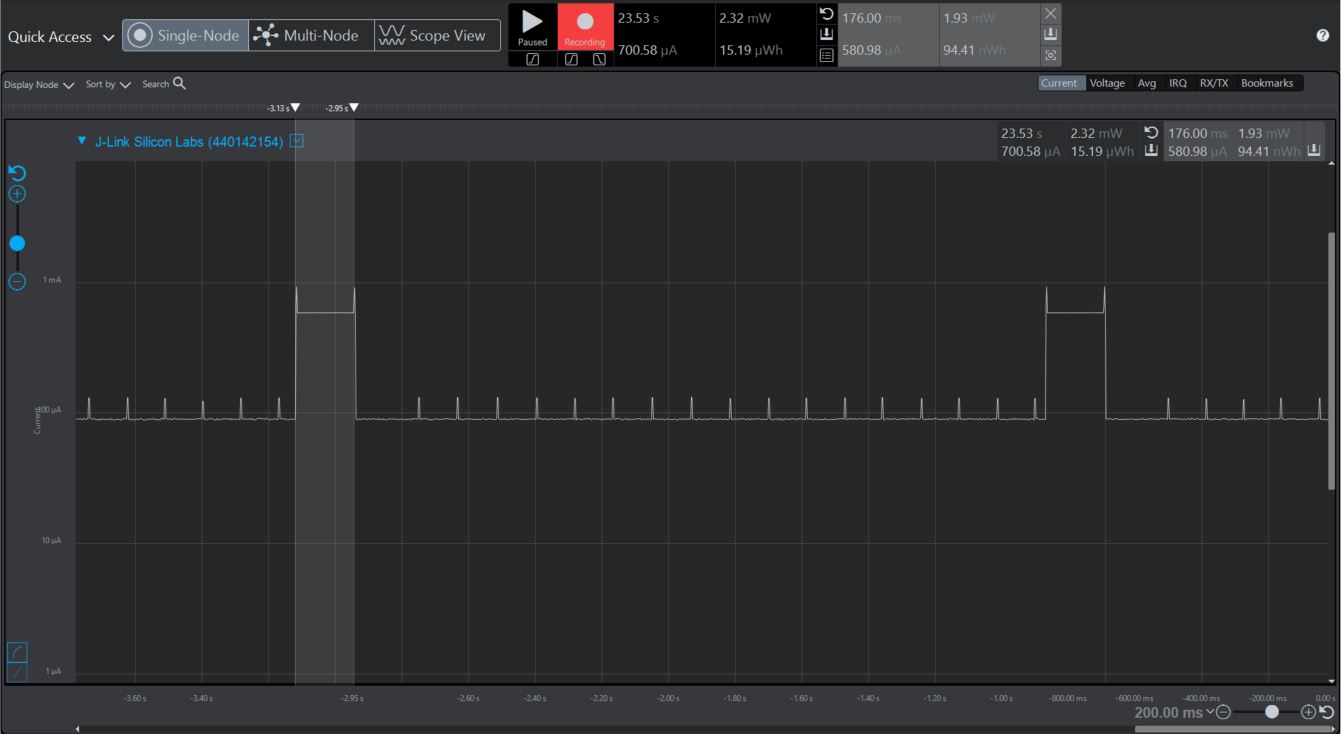 Quick Access
Single-Node
Multi-Node
Scope View
Paused
Recording
23.53 s
2.32 mW
700.58 µA
15.19 µWh
176.00 ms
1.93 mW
580.98 µA
94.41 nWh
?
Display Node
Sort by
Search
Current
Voltage
Avg
IRQ
RX/TX
Bookmarks
-3.13 s
-2.95 s
J-Link Silicon Labs (440142154)
23.53 s 2.32 mW
700.58 µA 15.19 µWh
176.00 ms 1.93 mW
580.98 µA 94.41 nWh
1 mA
100 µA
Current
10 µA
1 µA
-3.60 s -3.40 s -2.95 s -2.60 s -2.40 s -2.20 s -2.00 s -1.80 s -1.60 s -1.40 s -1.20 s -1.00 s -800.00 ms -600.00 ms -400.00 ms -200.00 ms 0.00 s
200.00 ms